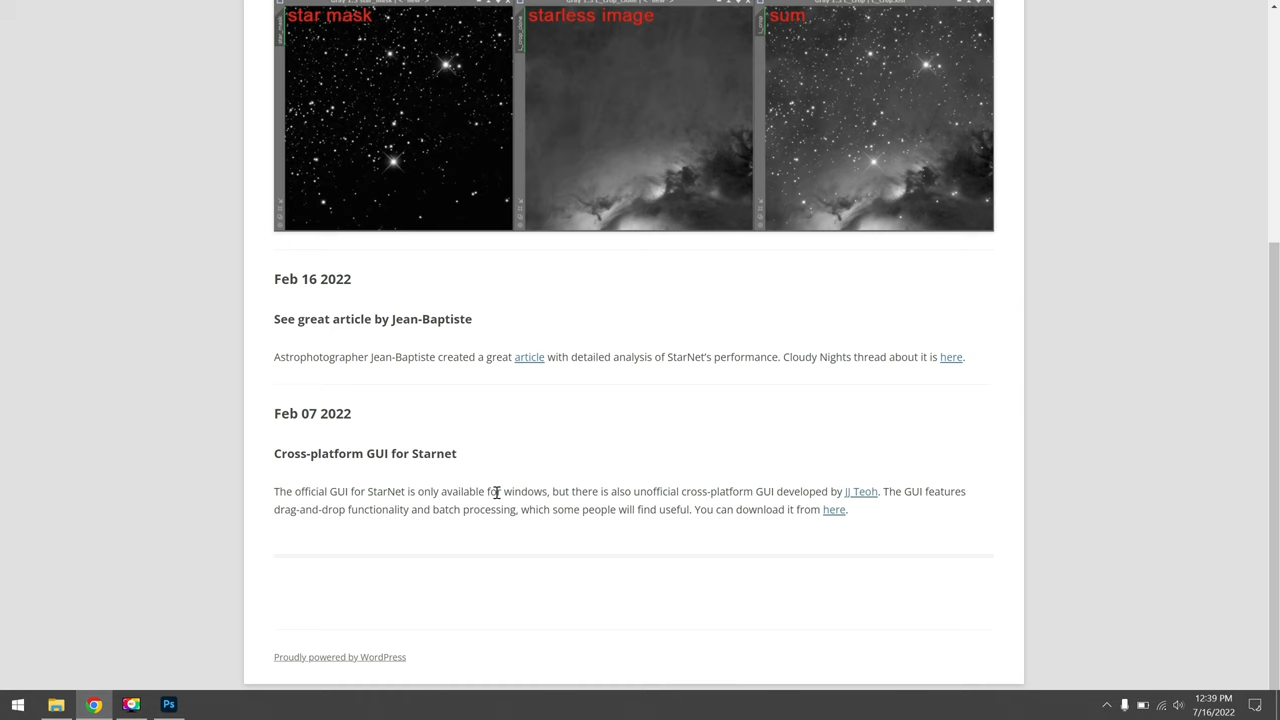 star mask
starless image
sum
Feb 16 2022
See great article by Jean-Baptiste
Astrophotographer Jean-Baptiste created a great article with detailed analysis of StarNet's performance. Cloudy Nights thread about it is here.
Feb 07 2022
Cross-platform GUI for Starnet
The official GUI for StarNet is only available for windows, but there is also unofficial cross-platform GUI developed by JJ Teoh. The GUI features
drag-and-drop functionality and batch processing, which some people will find useful. You can download it from here.
Proudly powered by WordPress
Ps
12:39 PM
7/16/2022